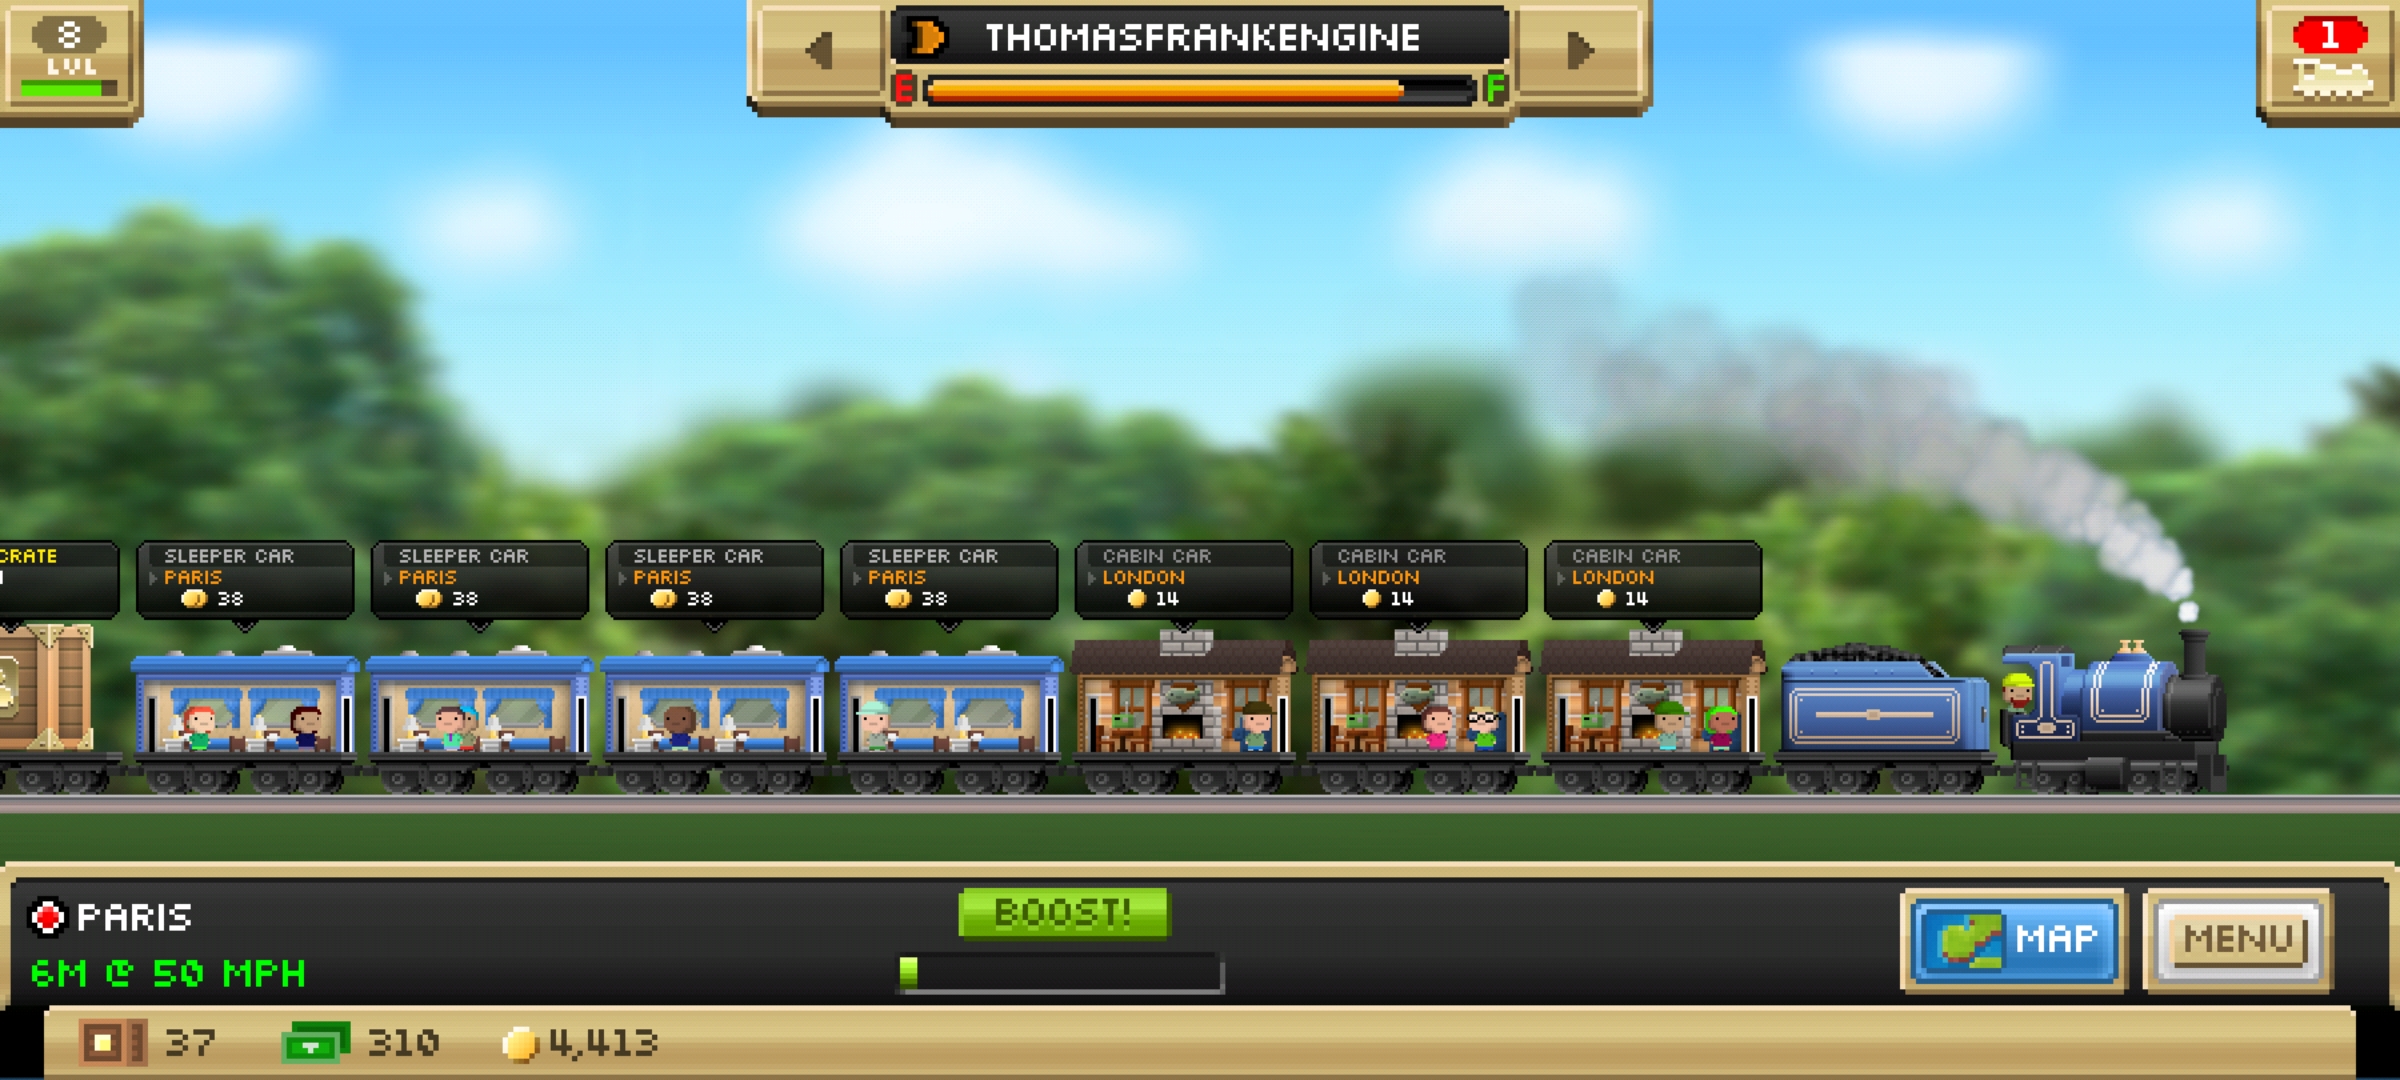 8
LVL
THOMASFRANKENGINE
E F
1
CRATE
SLEEPER CAR
PARIS
38
SLEEPER CAR
PARIS
38
SLEEPER CAR
PARIS
38
SLEEPER CAR
PARIS
38
CABIN CAR
LONDON
14
CABIN CAR
LONDON
14
CABIN CAR
LONDON
14
PARIS
6M @ 50 MPH
BOOST!
MAP
MENU
37
310
4,413